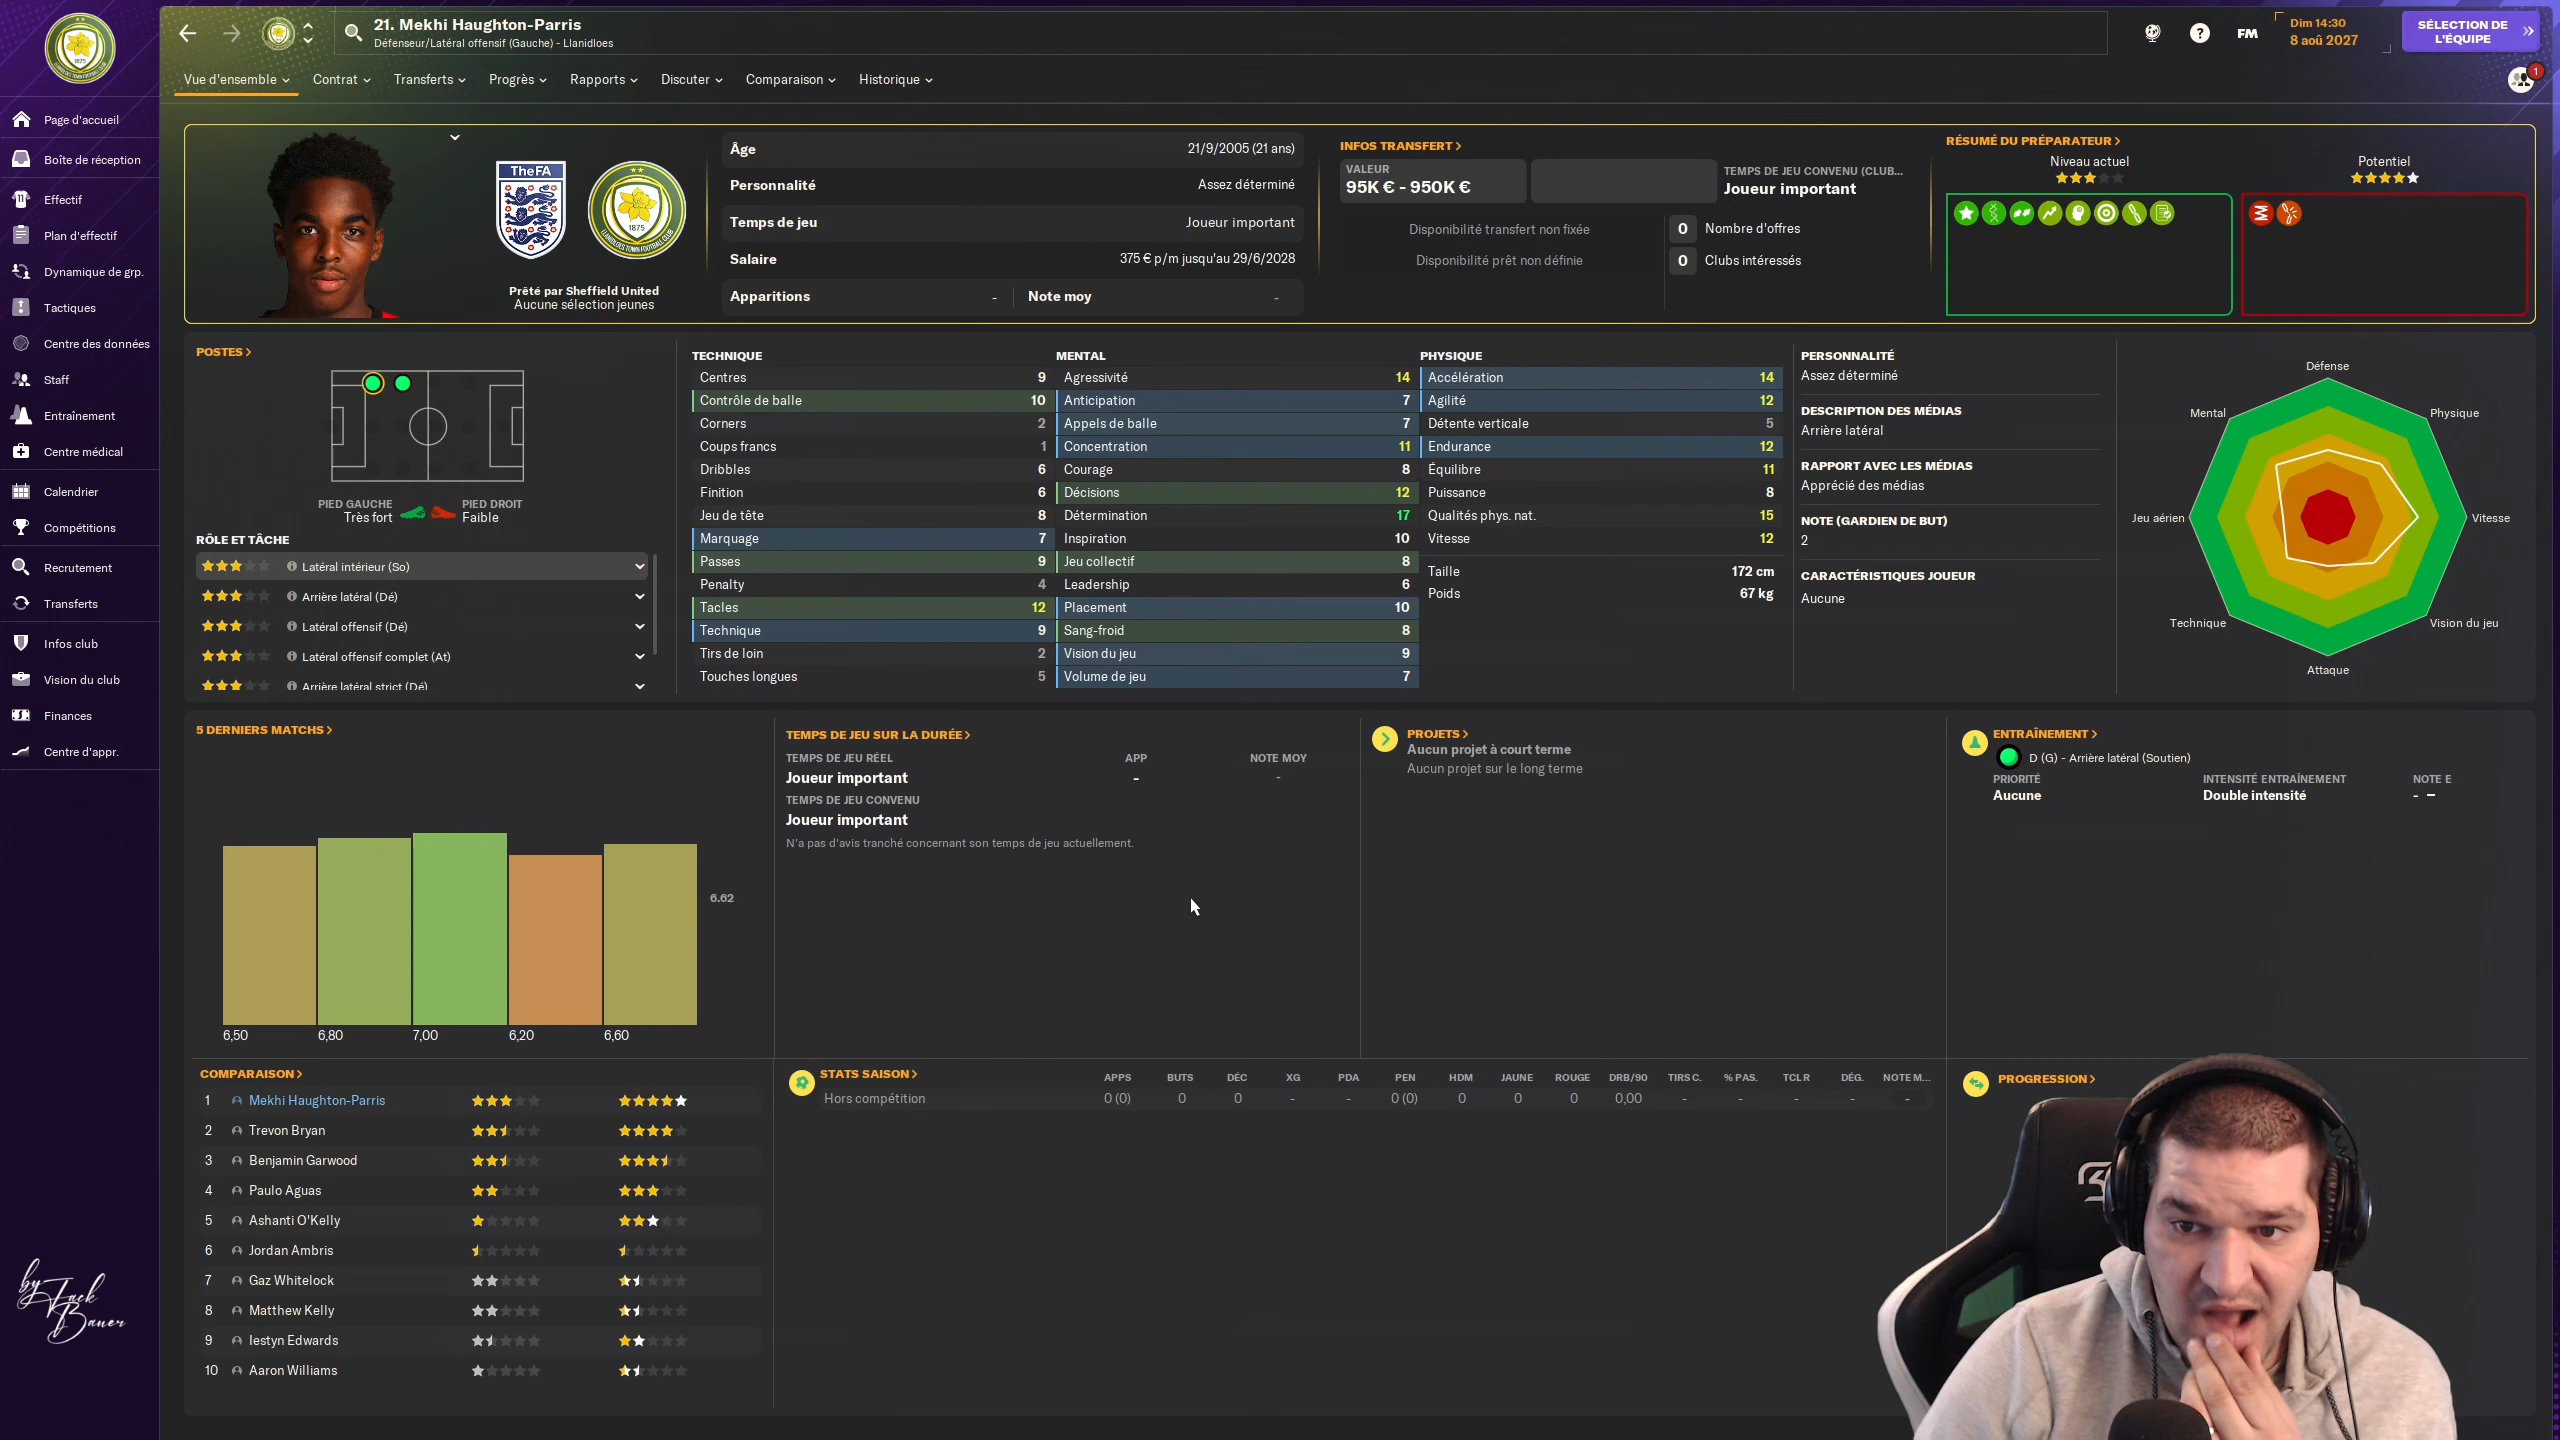 21. Mekhi Haughton-Parris
Défenseur/Latéral offensif (Gauche) - Llanidloes
FM
Dim 14:30
8 aoû 2027
SÉLECTION DE
L'ÉQUIPE
Vue d'ensemble
Contrat
Transferts
Progrès
Rapports
Discuter
Comparaison
Historique
1
Page d'accueil
Boîte de réception
Effectif
Plan d'effectif
Dynamique de grp.
Tactiques
Centre des données
Staff
Entraînement
Centre médical
Calendrier
Compétitions
Recrutement
Transferts
Infos club
Vision du club
Finances
Centre d'appr.
by Jack
Bauer
TheFA
1875
LLANIDLOES TOWN FOOTBALL CLUB
Prêté par Sheffield United
Aucune sélection jeunes
Âge 21/9/2005 (21 ans)
Personnalité Assez déterminé
Temps de jeu Joueur important
Salaire 375 € p/m jusqu'au 29/6/2028
Apparitions - Note moy -
INFOS TRANSFERT >
VALEUR
95K € - 950K €
TEMPS DE JEU CONVENU (CLUB...
Joueur important
Disponibilité transfert non fixée
Disponibilité prêt non définie
0 Nombre d'offres
0 Clubs intéressés
RÉSUMÉ DU PRÉPARATEUR >
Niveau actuel
Potentiel
POSTES >
PIED GAUCHE
Très fort
PIED DROIT
Faible
RÔLE ET TÂCHE
Latéral intérieur (So)
Arrière latéral (Dé)
Latéral offensif (Dé)
Latéral offensif complet (At)
Arrière latéral strict (Dé)
TECHNIQUE
Centres 9
Contrôle de balle 10
Corners 2
Coups francs 1
Dribbles 6
Finition 6
Jeu de tête 8
Marquage 7
Passes 9
Penalty 4
Tacles 12
Technique 9
Tirs de loin 2
Touches longues 5
MENTAL
Agressivité 14
Anticipation 7
Appels de balle 7
Concentration 11
Courage 8
Décisions 12
Détermination 17
Inspiration 10
Jeu collectif 8
Leadership 6
Placement 10
Sang-froid 8
Vision du jeu 9
Volume de jeu 7
PHYSIQUE
Accélération 14
Agilité 12
Détente verticale 5
Endurance 12
Équilibre 11
Puissance 8
Qualités phys. nat. 15
Vitesse 12
Taille 172 cm
Poids 67 kg
PERSONNALITÉ
Assez déterminé
DESCRIPTION DES MÉDIAS
Arrière latéral
RAPPORT AVEC LES MÉDIAS
Apprécié des médias
NOTE (GARDIEN DE BUT)
2
CARACTÉRISTIQUES JOUEUR
Aucune
Défense
Physique
Vitesse
Vision du jeu
Attaque
Technique
Jeu aérien
Mental
5 DERNIERS MATCHS >
6.62
6,50 6,80 7,00 6,20 6,60
TEMPS DE JEU SUR LA DURÉE >
TEMPS DE JEU RÉEL APP NOTE MOY
Joueur important - -
TEMPS DE JEU CONVENU
Joueur important
N'a pas d'avis tranché concernant son temps de jeu actuellement.
PROJETS >
Aucun projet à court terme
Aucun projet sur le long terme
ENTRAÎNEMENT >
D (G) - Arrière latéral (Soutien)
PRIORITÉ INTENSITÉ ENTRAÎNEMENT NOTE E
Aucune Double intensité - –
COMPARAISON >
1 Mekhi Haughton-Parris
2 Trevon Bryan
3 Benjamin Garwood
4 Paulo Aguas
5 Ashanti O'Kelly
6 Jordan Ambris
7 Gaz Whitelock
8 Matthew Kelly
9 Iestyn Edwards
10 Aaron Williams
STATS SAISON > APPS BUTS DÉC XG PDA PEN HDM JAUNE ROUGE DRB/90 TIRS C. % PAS. TCL R DÉG. NOTE M...
Hors compétition 0 (0) 0 0 - - 0 (0) 0 0 0 0,00 - - - - -
PROGRESSION >